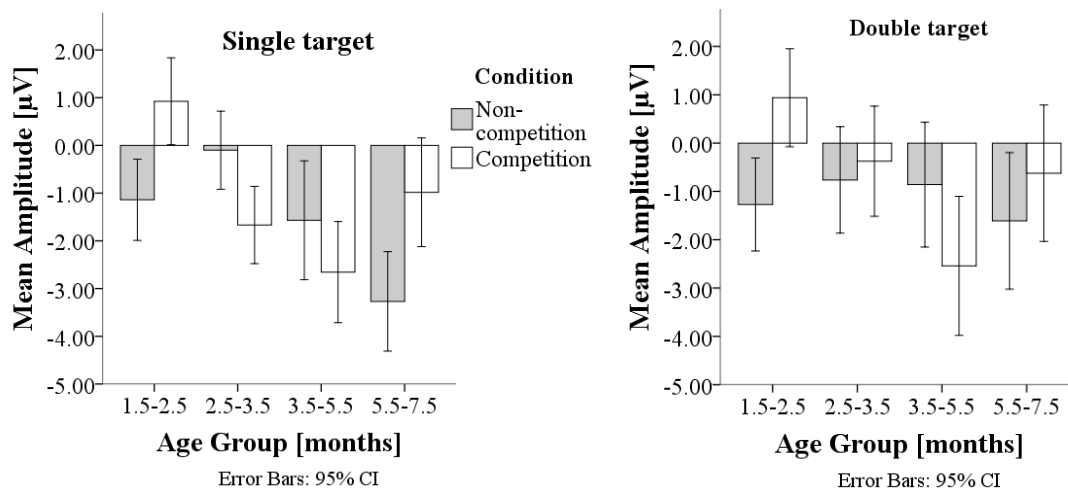 Single target
Mean Amplitude [µV]
2.00
1.00
0.00
-1.00
-2.00
-3.00
-4.00
-5.00
Condition
Non-
competition
Competition
1.5-2.5 2.5-3.5 3.5-5.5 5.5-7.5
Age Group [months]
Error Bars: 95% CI
Double target
Mean Amplitude [µV]
2.00
1.00
0.00
-1.00
-2.00
-3.00
-4.00
-5.00
1.5-2.5 2.5-3.5 3.5-5.5 5.5-7.5
Age Group [months]
Error Bars: 95% CI